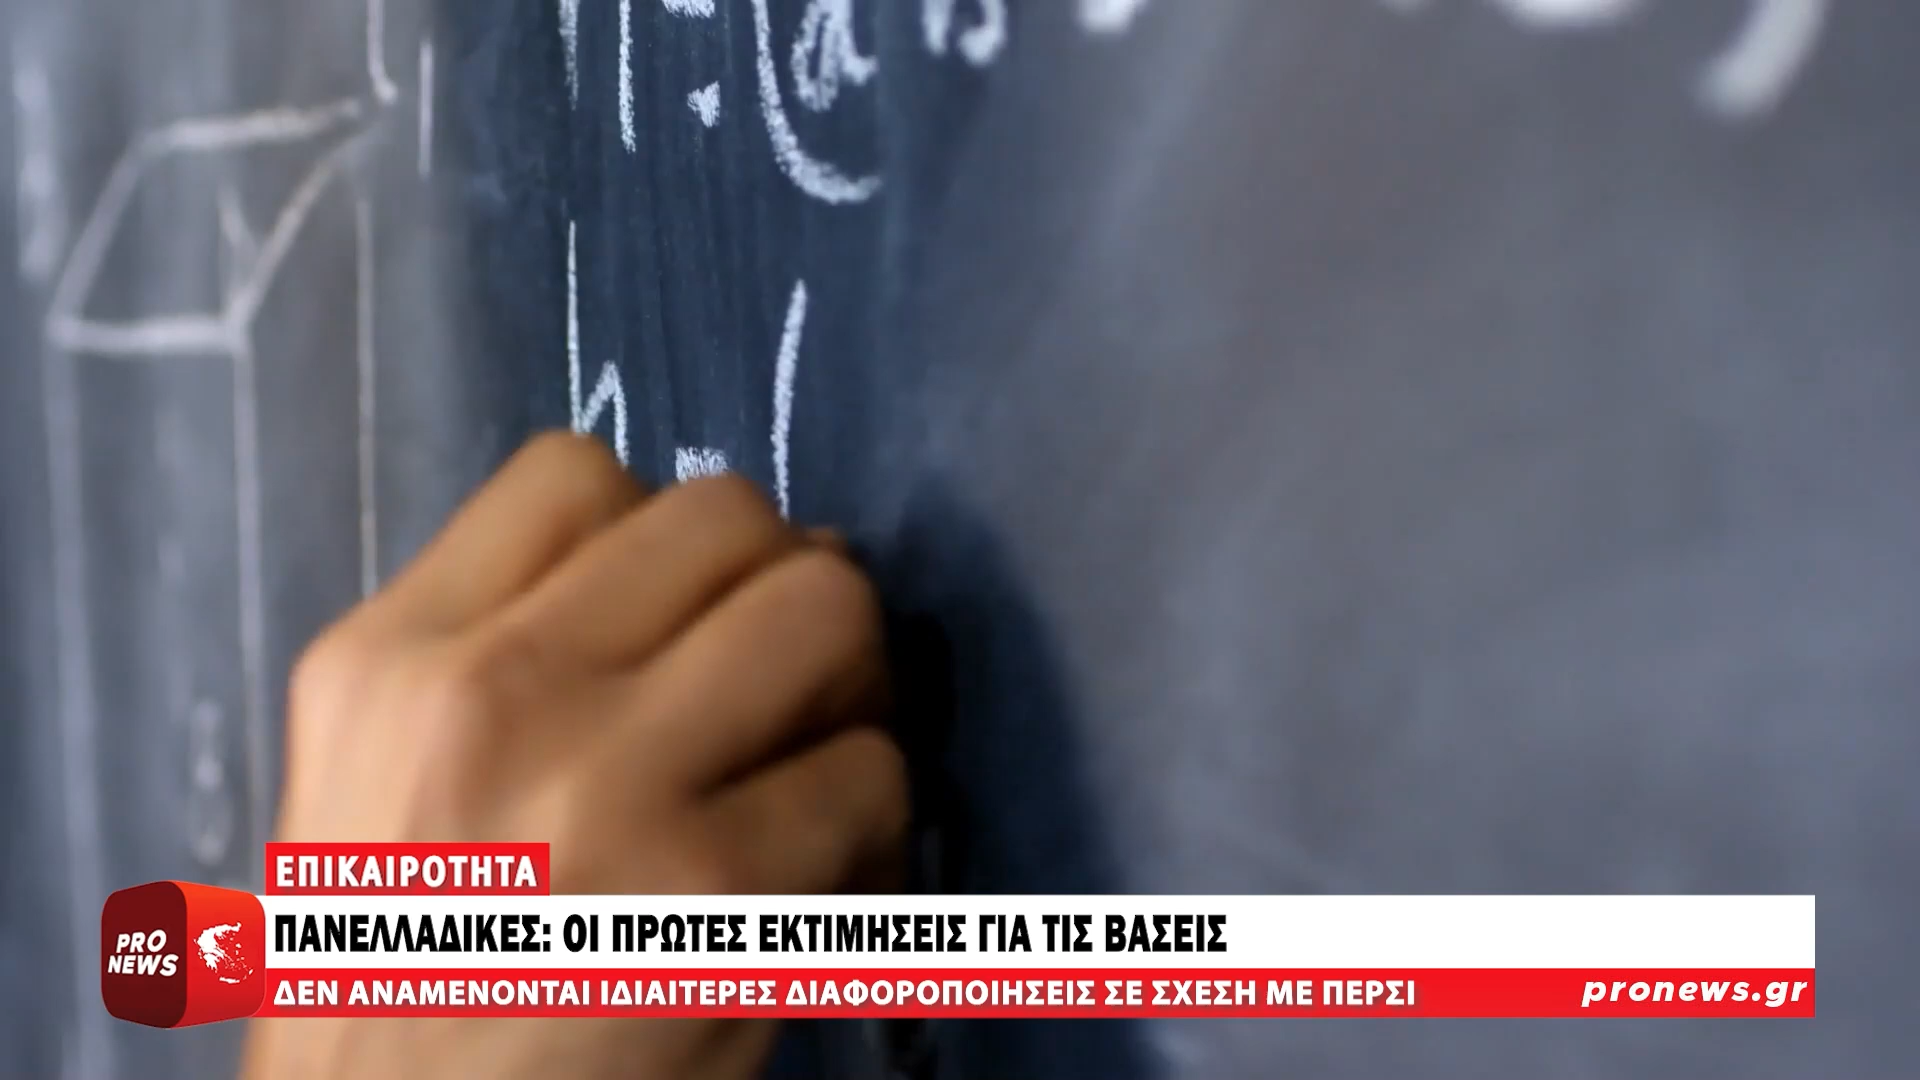 ΕΠΙΚΑΙΡΟΤΗΤΑ
ΠΑΝΕΛΛΑΔΙΚΕΣ: ΟΙ ΠΡΩΤΕΣ ΕΚΤΙΜΗΣΕΙΣ ΓΙΑ ΤΙΣ ΒΑΣΕΙΣ
PRO
NEWS
ΔΕΝ ΑΝΑΜΕΝΟΝΤΑΙ ΙΔΙΑΙΤΕΡΕΣ ΔΙΑΦΟΡΟΠΟΙΗΣΕΙΣ ΣΕ ΣΧΕΣΗ ΜΕ ΠΕΡΣΙ
pronews.gr